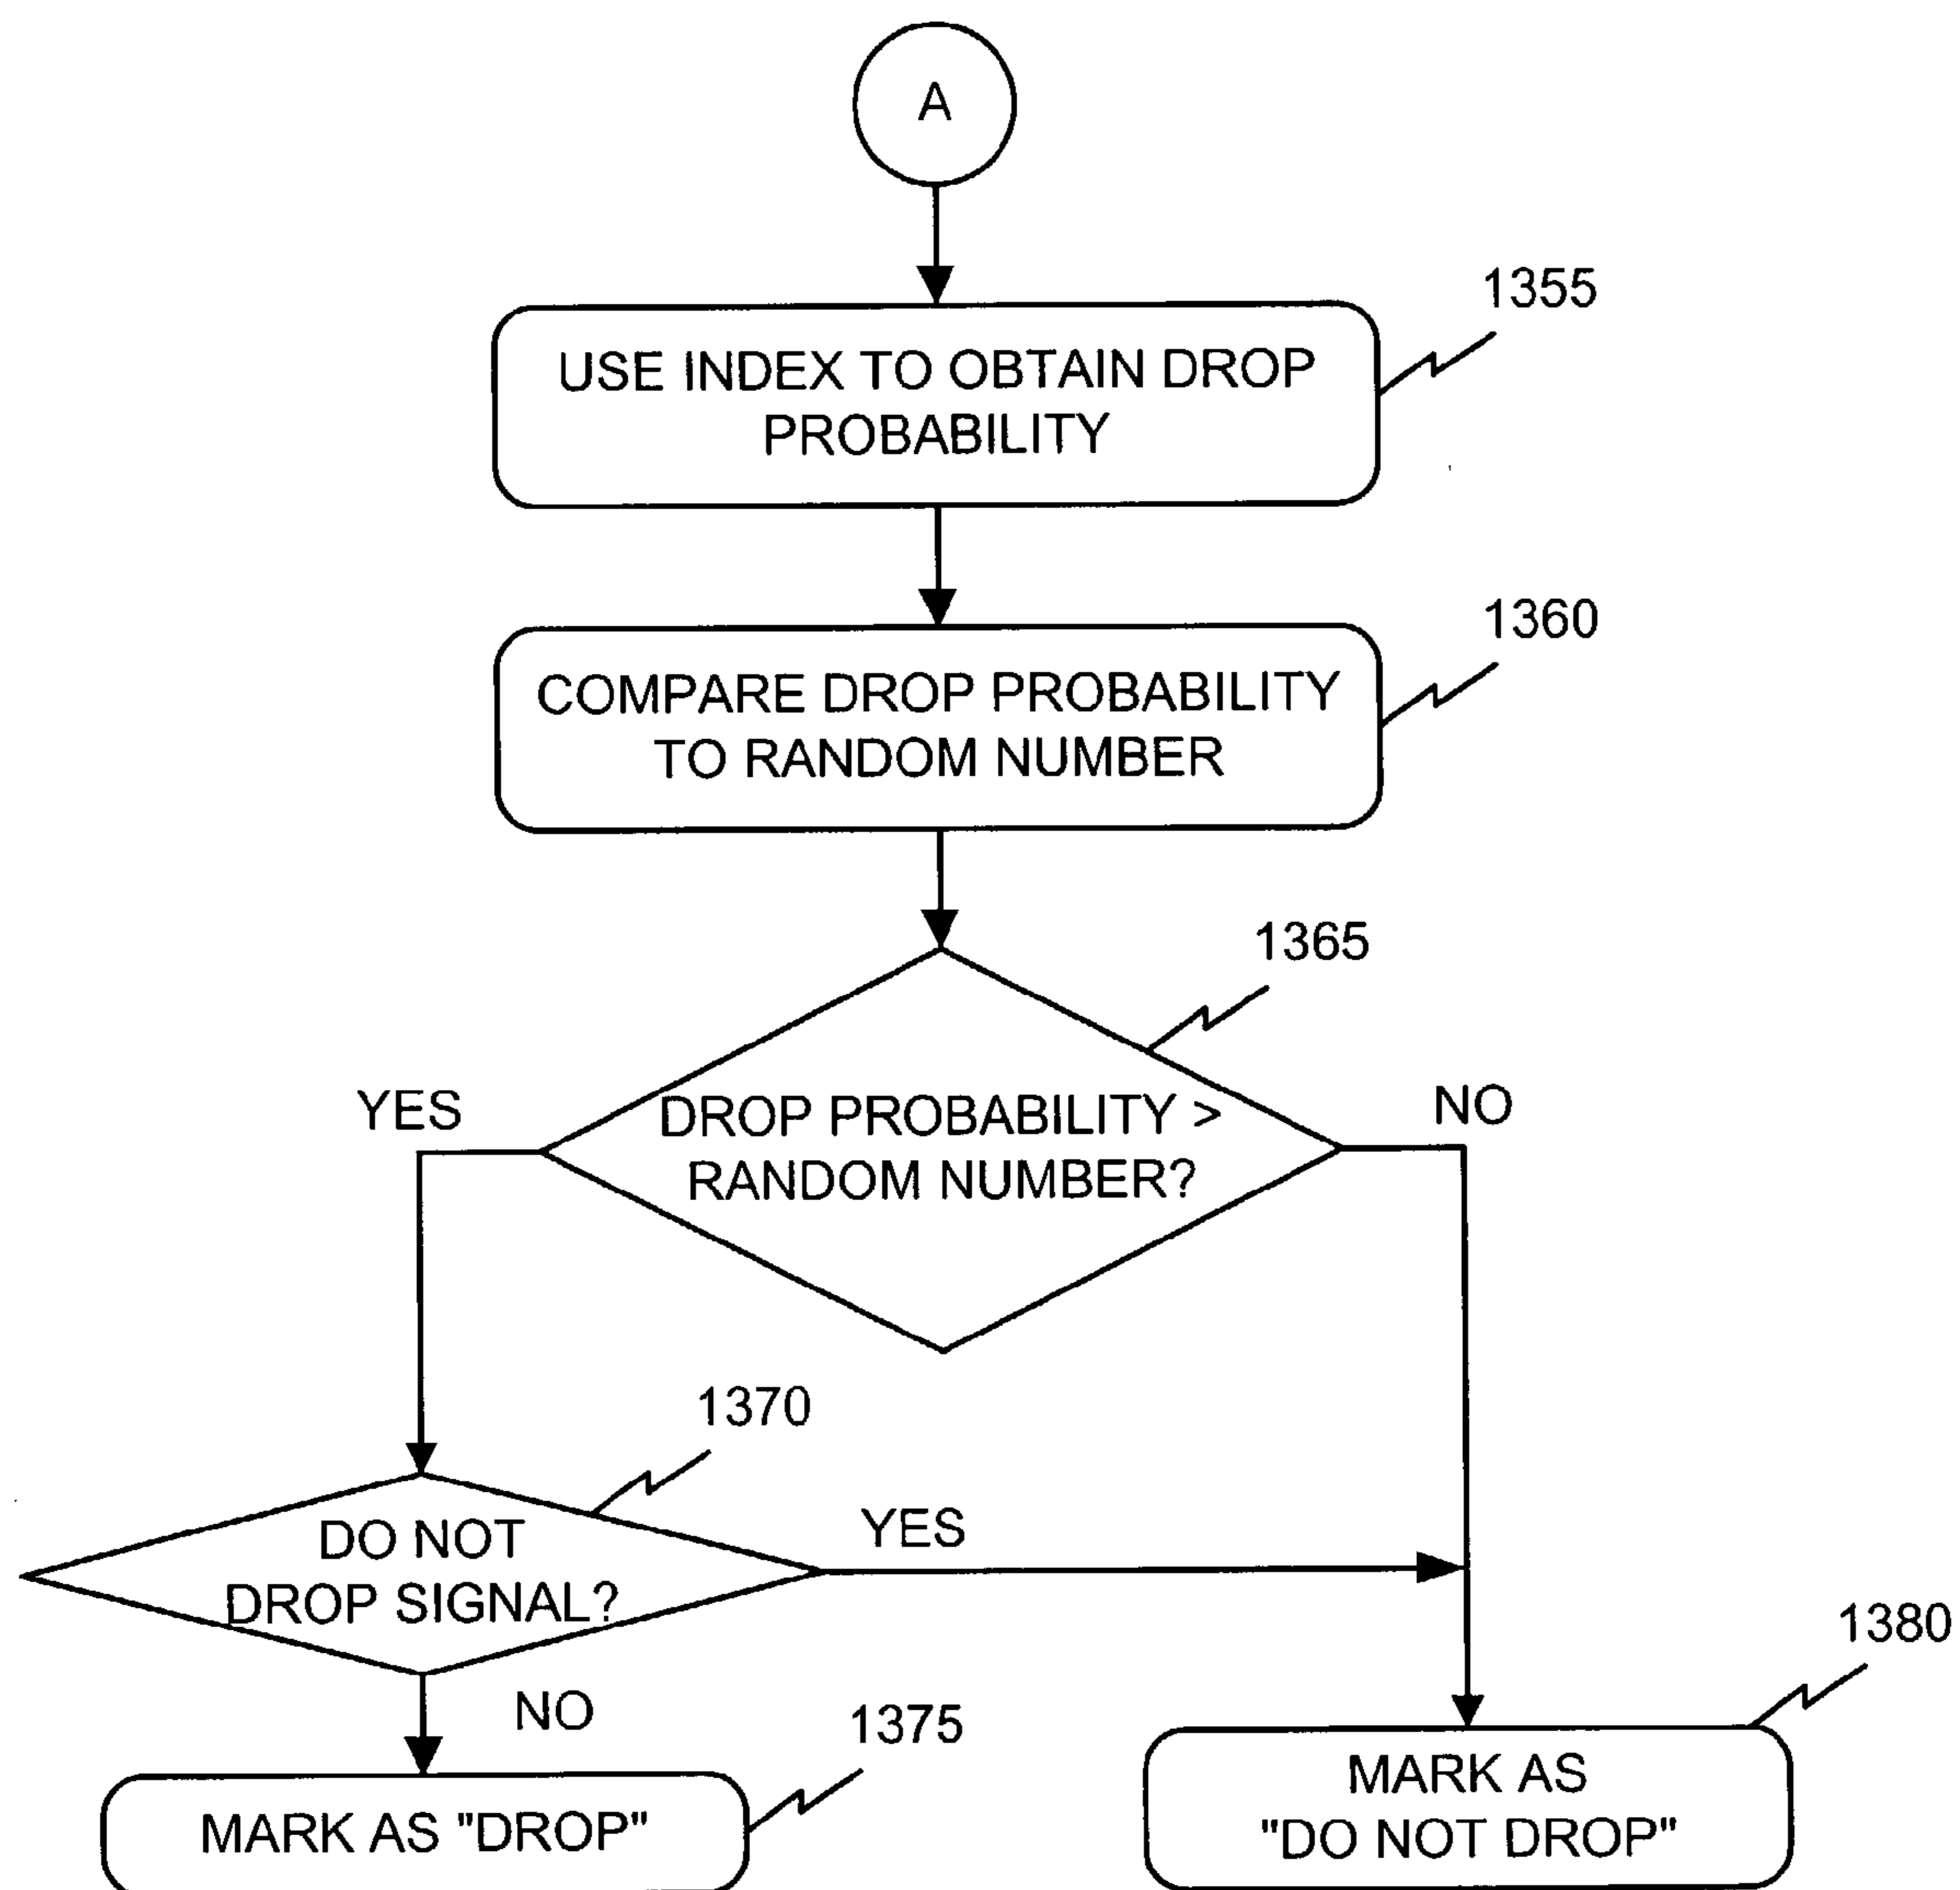 A
1355
USE INDEX TO OBTAIN DROP
PROBABILITY
1360
COMPARE DROP PROBABILITY
TO RANDOM NUMBER
1365
YES
DROP PROBABILITY >
RANDOM NUMBER?
NO
1370
DO NOT
DROP SIGNAL?
YES
NO
1375
MARK AS "DROP"
1380
MARK AS
"DO NOT DROP"